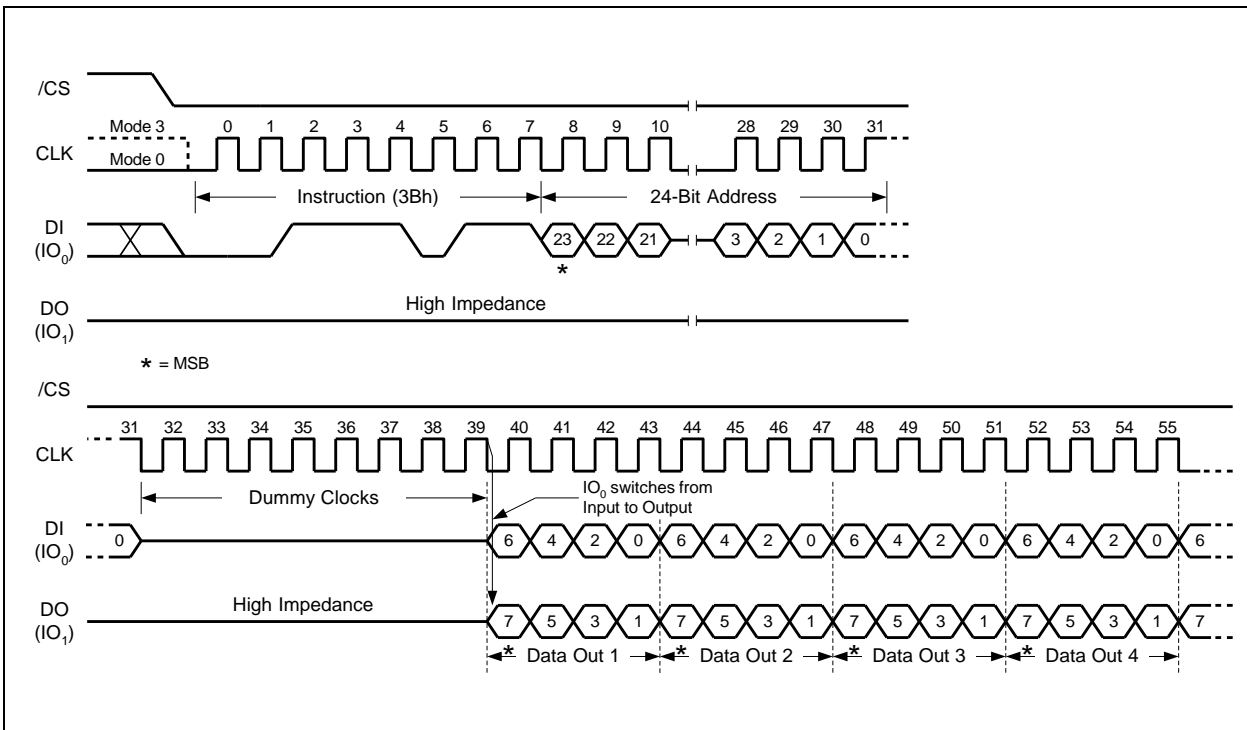 /CS
Mode 3 0 1 2 3 4 5 6 7 8 9 10 28 29 30 31
CLK
Mode 0
Instruction (3Bh) 24-Bit Address
DI
(IO0)
23 22 21 3 2 1 0
*
High Impedance
DO
(IO1)
* = MSB
/CS
31 32 33 34 35 36 37 38 39 40 41 42 43 44 45 46 47 48 49 50 51 52 53 54 55
CLK
Dummy Clocks
IO0 switches from
Input to Output
DI
(IO0)
0 6 4 2 0 6 4 2 0 6 4 2 0 6 4 2 0 6
High Impedance
DO
(IO1)
7 5 3 1 7 5 3 1 7 5 3 1 7 5 3 1 7
* Data Out 1 * Data Out 2 * Data Out 3 * Data Out 4